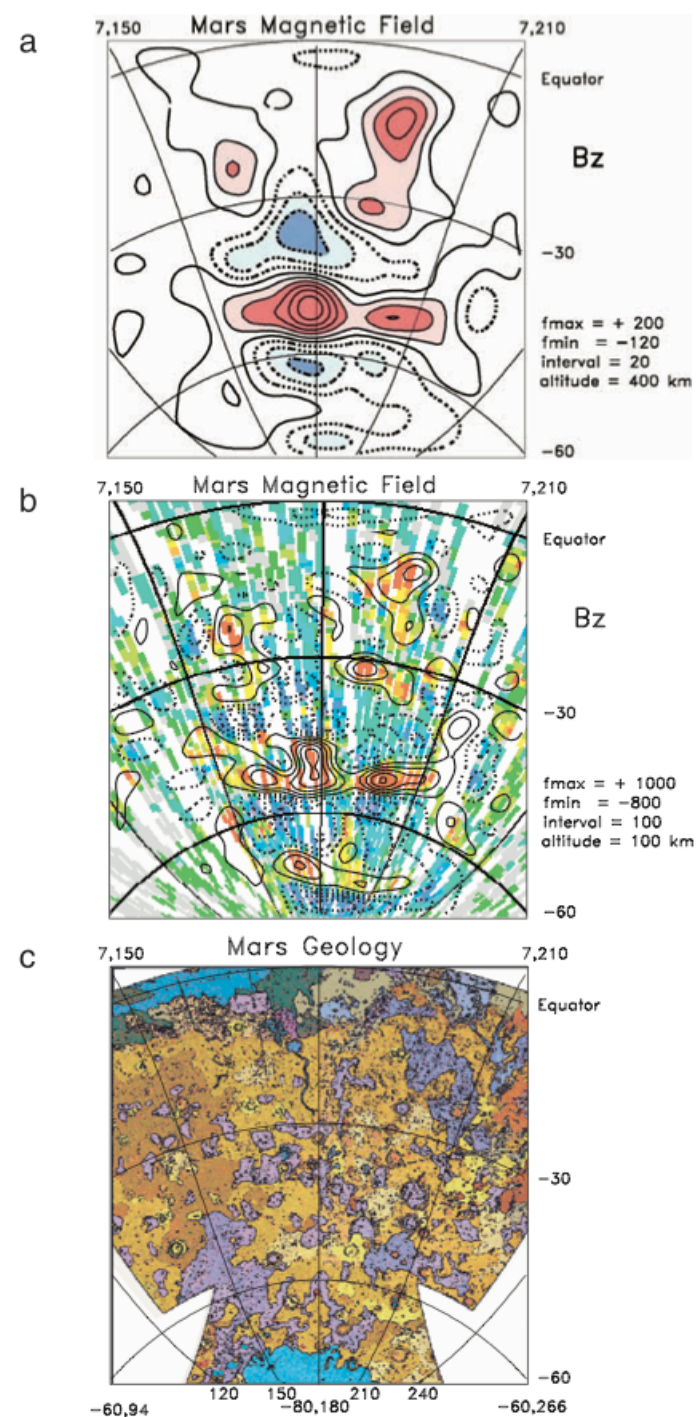 a
7,150 Mars Magnetic Field 7,210
Equator
Bz
-30
fmax = + 200
fmin = -120
interval = 20
altitude = 400 km
-60
b
7,150 Mars Magnetic Field 7,210
Equator
Bz
-30
fmax = + 1000
fmin = -800
interval = 100
altitude = 100 km
-60
c
7,150 Mars Geology 7,210
Equator
-30
-60
120 150 210 240
-60,94 -80,180 -60,266